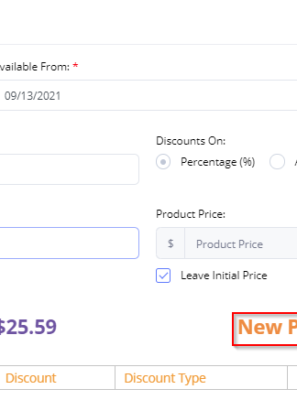 vailable From: *
09/13/2021
Discounts On:
Percentage (%)
Product Price:
$ Product Price
Leave Initial Price
$25.59
New P
Discount
Discount Type